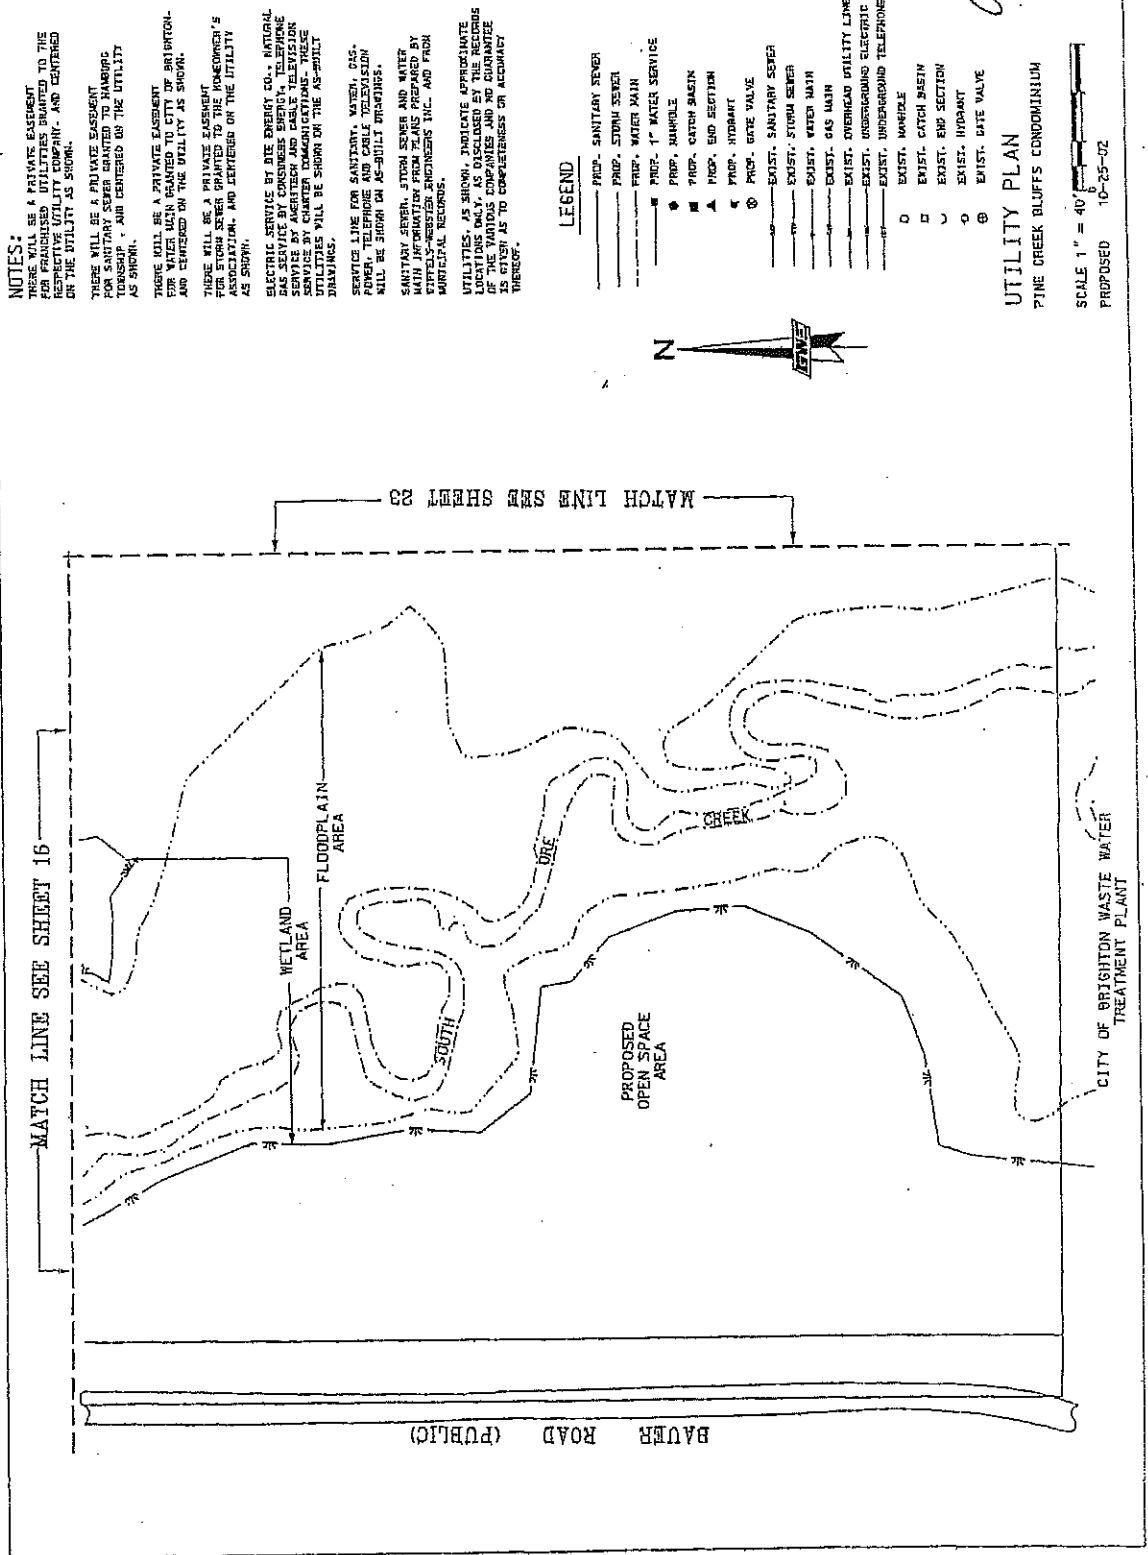 NOTES:
THERE WILL BE A PRIVATE EASEMENT
FOR FRANCHISED UTILITIES GRANTED TO THE
RESPECTIVE UTILITY COMPANY. AND CENTERED
ON THE UTILITY AS SHOWN.
THERE WILL BE A PRIVATE EASEMENT
FOR SANITARY SEWER GRANTED TO HAMBURG
TOWNSHIP , AND CENTERED ON THE UTILITY
AS SHOWN.
THERE WILL BE A PRIVATE EASEMENT
FOR WATER MAIN GRANTED TO CITY OF BRIGHTON.
AND CENTERED ON THE UTILITY AS SHOWN.
THERE WILL BE A PRIVATE EASEMENT
FOR STORM SEWER GRANTED TO THE HOMEOWNER'S
ASSOCIATION. AND CENTERED ON THE UTILITY
AS SHOWN.
ELECTRIC SERVICE BY DTE ENERGY CO., NATURAL
GAS SERVICE BY CONSUMERS ENERGY, TELEPHONE
SERVICE BY AMERITECH AND CABLE TELEVISION
SERVICE BY CHARTER COMMUNICATIONS. THESE
UTILITIES WILL BE SHOWN ON THE AS-BUILT
DRAWINGS.
SERVICE LINE FOR SANITARY, WATER, GAS.
POWER, TELEPHONE AND CABLE TELEVISION
WILL BE SHOWN ON AS-BUILT DRAWINGS.
SANITARY SEWER, STORM SEWER AND WATER
MAIN INFORMATION FROM PLANS PREPARED BY
ENGINEERS INC. AND FROM
MUNICIPAL RECORDS.
UTILITIES, AS SHOWN, INDICATE APPROXIMATE
LOCATIONS ONLY, AS DISCLOSED BY THE RECORDS
OF THE VARIOUS COMPANIES AND NO GUARANTEE
IS GIVEN AS TO COMPLETENESS OR ACCURACY
THEREOF.
LEGEND
PROP. SANITARY SEWER
PROP. STORM SEWER
PROP. WATER MAIN
PROP. 1" WATER SERVICE
PROP. MANHOLE
PROP. CATCH BASIN
PROP. END SECTION
PROP. HYDRANT
PROP. GATE VALVE
EXIST. SANITARY SEWER
EXIST. STORM SEWER
EXIST. WATER MAIN
EXIST. GAS MAIN
EXIST. OVERHEAD UTILITY LINE
EXIST. UNDERGROUND ELECTRIC
EXIST. UNDERGROUND TELEPHONE
EXIST. MANHOLE
EXIST. CATCH BASIN
EXIST. END SECTION
EXIST. HYDRANT
EXIST. GATE VALVE
N
GWE
UTILITY PLAN
PINE CREEK BLUFFS CONDOMINIUM
SCALE 1" = 40'
PROPOSED 10-25-02
MATCH LINE SEE SHEET 16
MATCH LINE SEE SHEET 23
FLOODPLAIN
AREA
WETLAND
AREA
SOUTH
ORE
CREEK
PROPOSED
OPEN SPACE
AREA
CITY OF BRIGHTON WASTE WATER
TREATMENT PLANT
BAUER ROAD (PUBLIC)